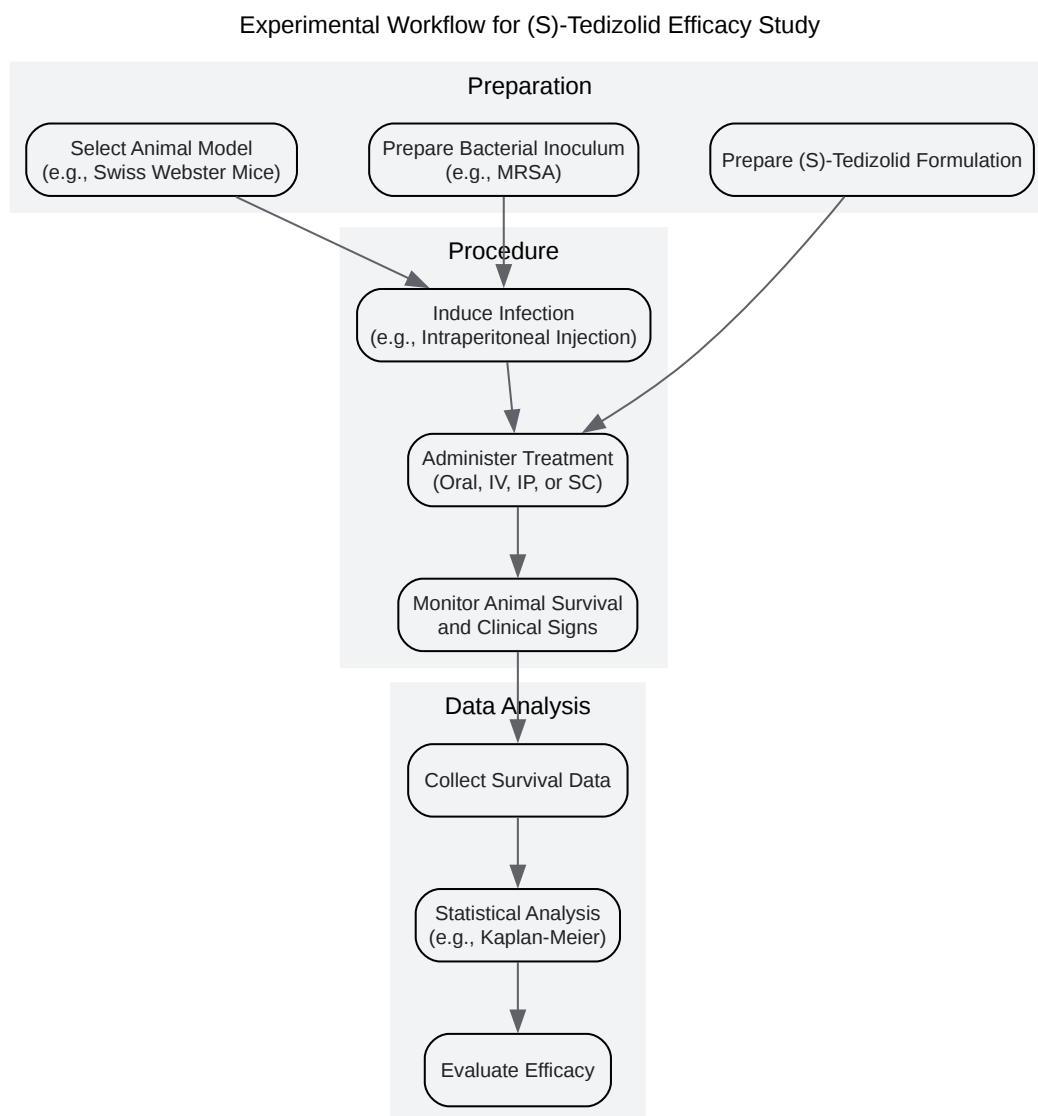 Experimental Workflow for (S)-Tedizolid Efficacy Study
Preparation
Select Animal Model
(e.g., Swiss Webster Mice)
Prepare Bacterial Inoculum
(e.g., MRSA)
Prepare (S)-Tedizolid Formulation
Procedure
Induce Infection
(e.g., Intraperitoneal Injection)
Administer Treatment
(Oral, IV, IP, or SC)
Monitor Animal Survival
and Clinical Signs
Data Analysis
Collect Survival Data
Statistical Analysis
(e.g., Kaplan-Meier)
Evaluate Efficacy